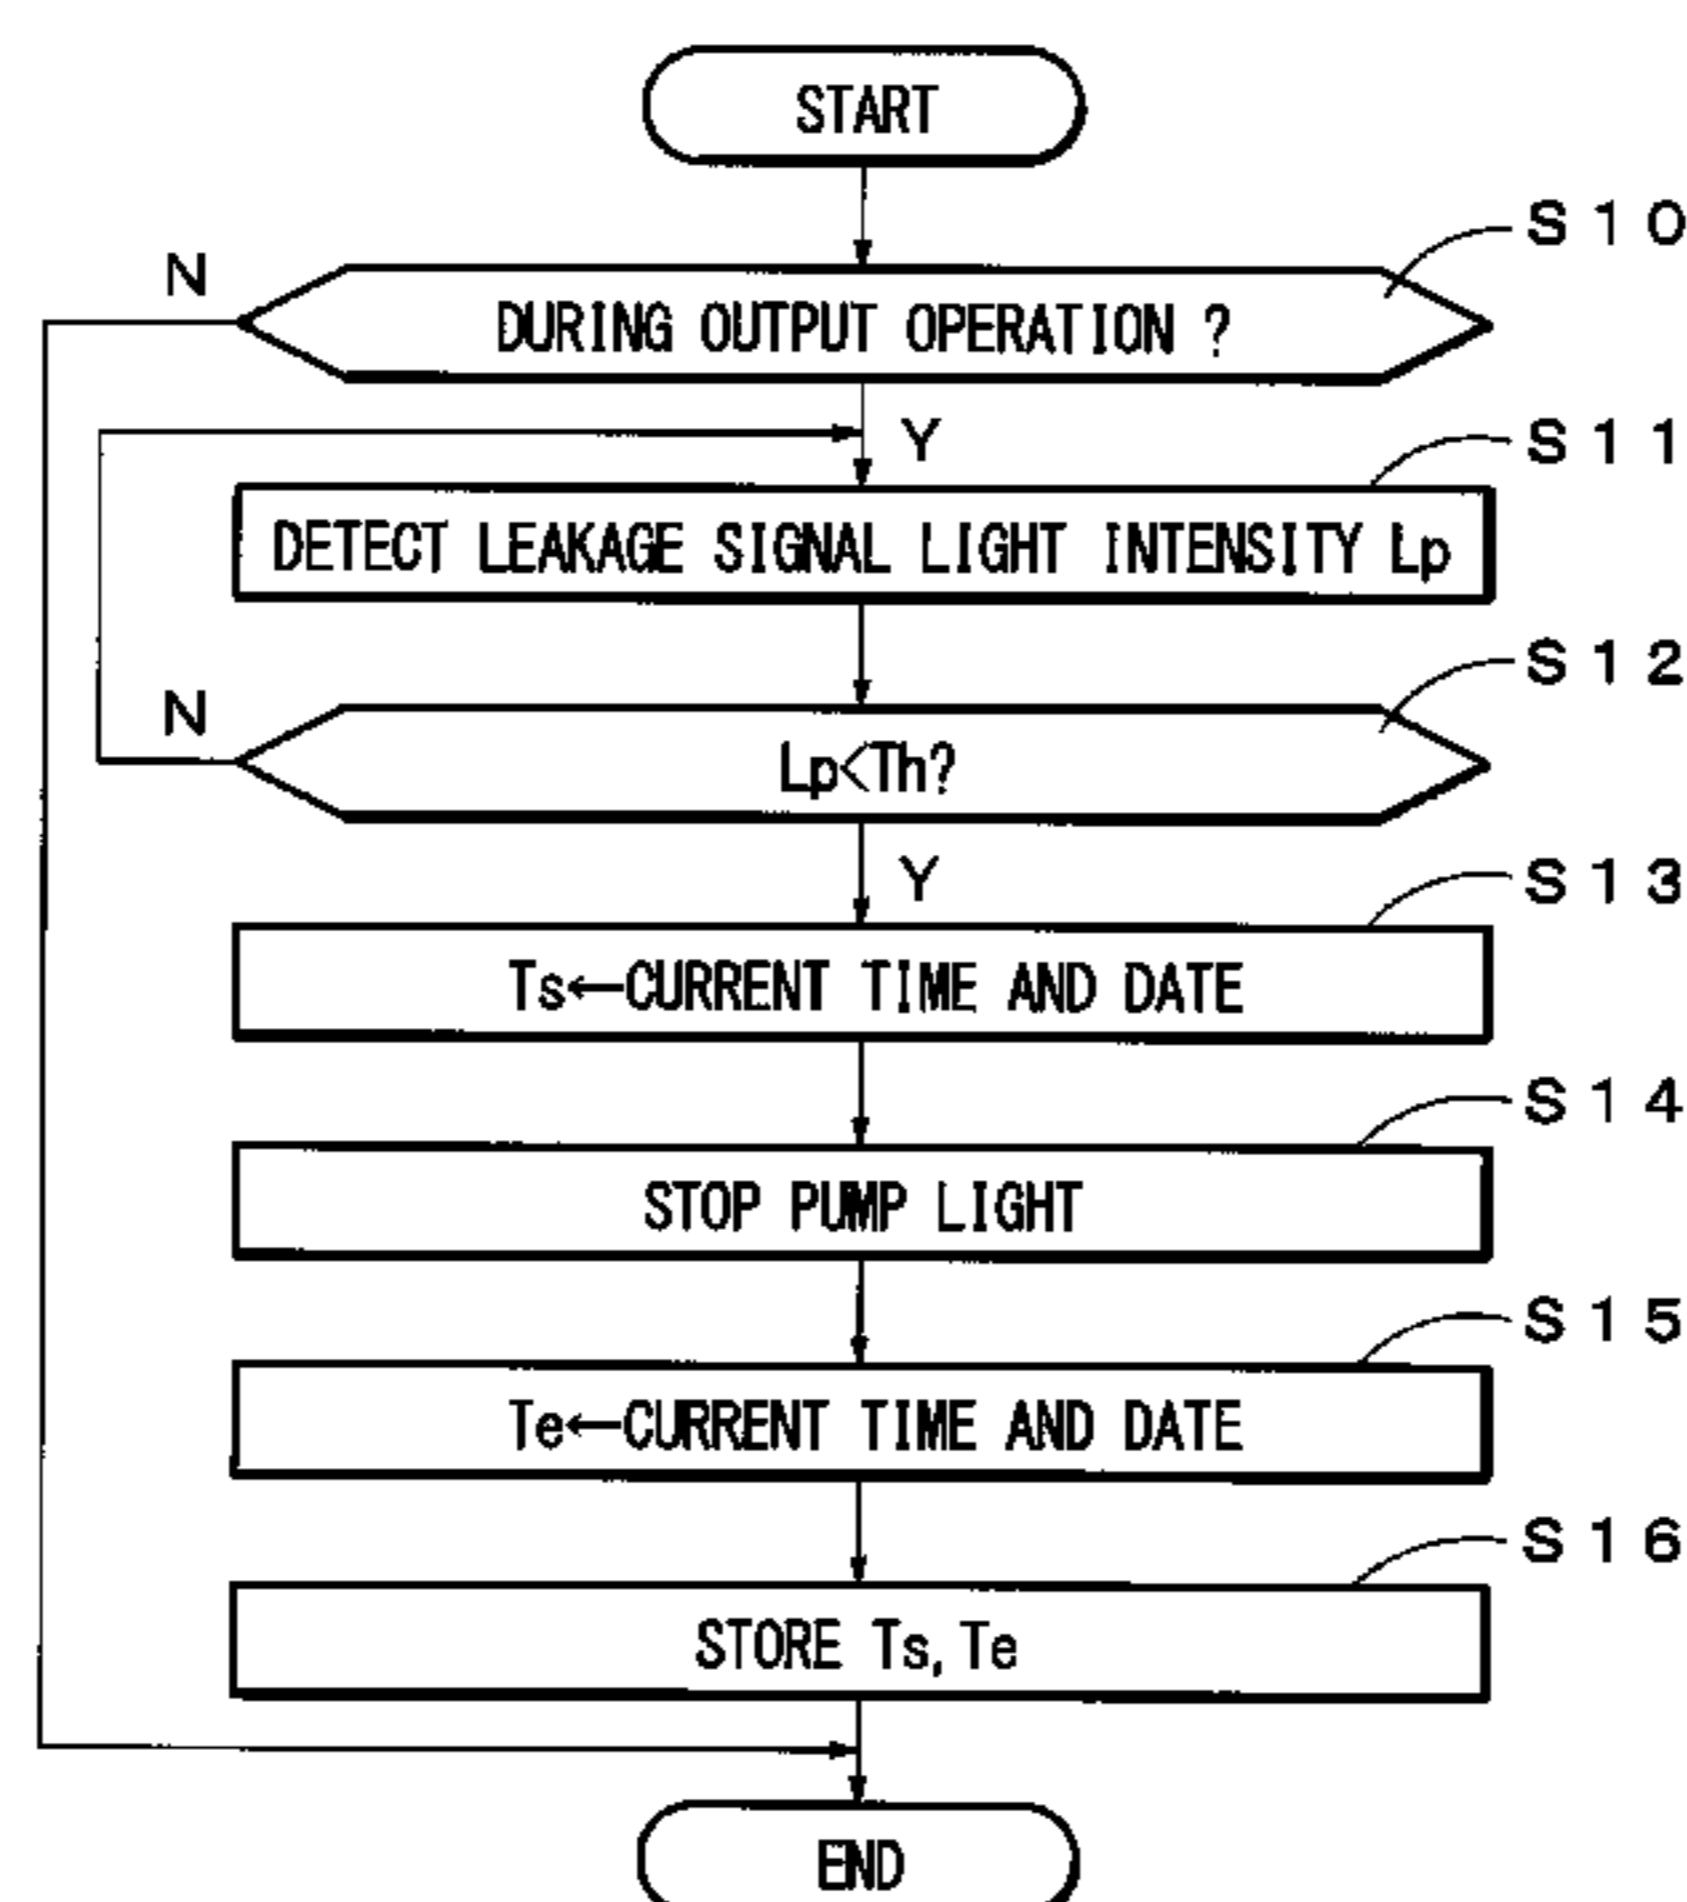 START
S10
N
DURING OUTPUT OPERATION ?
Y
S11
DETECT LEAKAGE SIGNAL LIGHT INTENSITY Lp
S12
N
Lp<Th?
Y
S13
Ts←CURRENT TIME AND DATE
S14
STOP PUMP LIGHT
S15
Te←CURRENT TIME AND DATE
S16
STORE Ts, Te
END